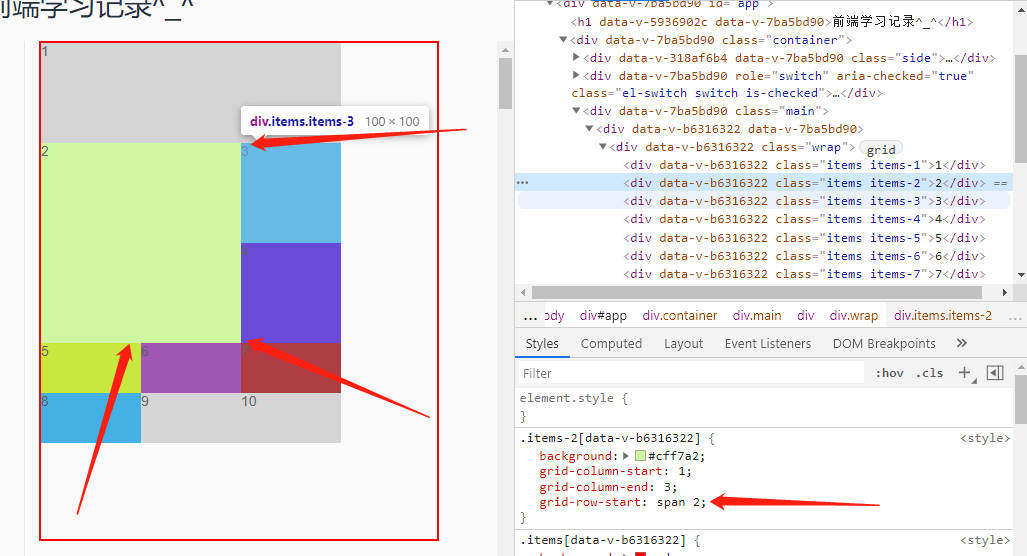 前端学习记录^_^
1
div.items.items-3 100 × 100
2
3
5
6
7
8
9
10
<div data-v-7ba5bd90 id="app">
<h1 data-v-5936902c data-v-7ba5bd90>前端学习记录^_^</h1>
▼<div data-v-7ba5bd90 class="container">
▶<div data-v-318af6b4 data-v-7ba5bd90 class="side">…</div>
▶<div data-v-7ba5bd90 role="switch" aria-checked="true"
class="el-switch switch is-checked">…</div>
▼<div data-v-7ba5bd90 class="main">
▼<div data-v-b6316322 data-v-7ba5bd90>
▼<div data-v-b6316322 class="wrap"> grid
<div data-v-b6316322 class="items items-1">1</div>
… <div data-v-b6316322 class="items items-2">2</div> ==
<div data-v-b6316322 class="items items-3">3</div>
<div data-v-b6316322 class="items items-4">4</div>
<div data-v-b6316322 class="items items-5">5</div>
<div data-v-b6316322 class="items items-6">6</div>
<div data-v-b6316322 class="items items-7">7</div>
… ody div#app div.container div.main div div.wrap div.items.items-2 …
Styles Computed Layout Event Listeners DOM Breakpoints »
Filter :hov .cls +
element.style {
}
.items-2[data-v-b6316322] { <style>
background: ▶ #cff7a2;
grid-column-start: 1;
grid-column-end: 3;
grid-row-start: span 2;
}
.items[data-v-b6316322] { <style>